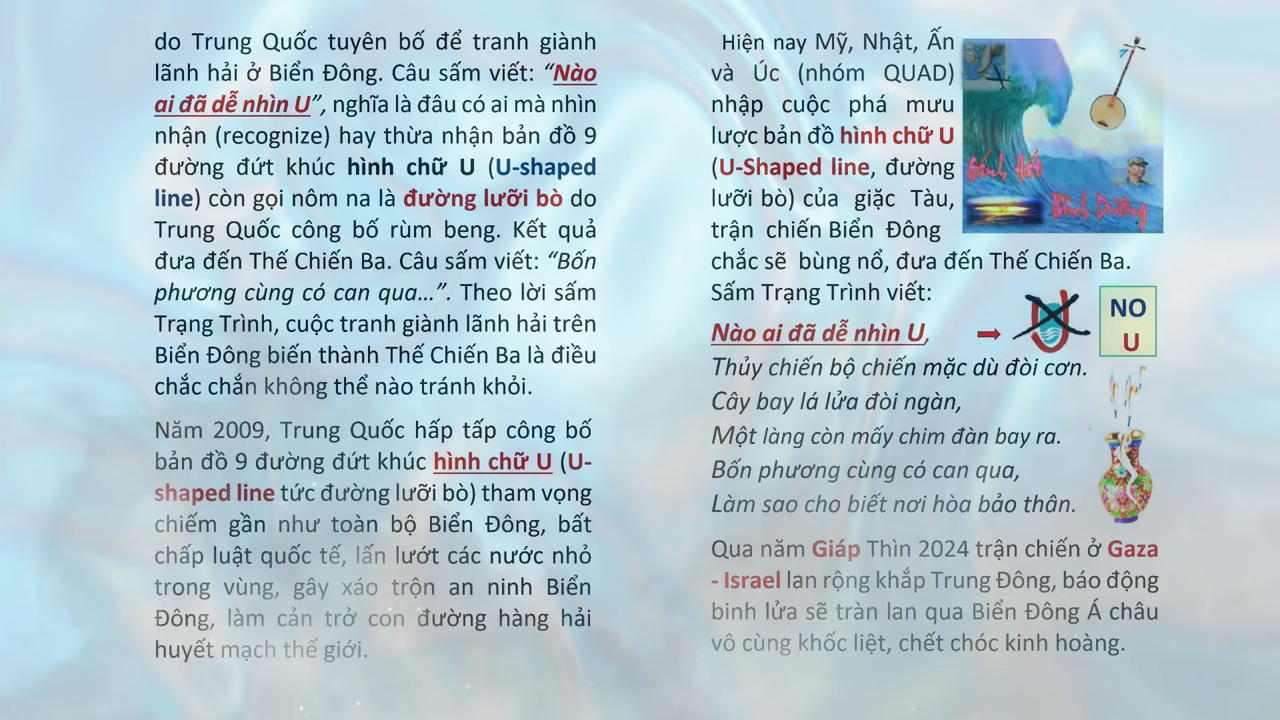 do Trung Quốc tuyên bố để tranh giành
lãnh hải ở Biển Đông. Câu sấm viết: “Nào
ai đã dễ nhìn U”, nghĩa là đâu có ai mà nhìn
nhận (recognize) hay thừa nhận bản đồ 9
đường đứt khúc hình chữ U (U-shaped
line) còn gọi nôm na là đường lưỡi bò do
Trung Quốc công bố rùm beng. Kết quả
đưa đến Thế Chiến Ba. Câu sấm viết: “Bốn
phương cùng có can qua…”. Theo lời sấm
Trạng Trình, cuộc tranh giành lãnh hải trên
Biển Đông biến thành Thế Chiến Ba là điều
chắc chắn không thể nào tránh khỏi.
Năm 2009, Trung Quốc hấp tấp công bố
bản đồ 9 đường đứt khúc hình chữ U (U-
shaped line tức đường lưỡi bò) tham vọng
chiếm gần như toàn bộ Biển Đông, bất
chấp luật quốc tế, lấn lướt các nước nhỏ
trong vùng, gây xáo trộn an ninh Biển
Đông, làm cản trở con đường hàng hải
huyết mạch thế giới.
Hiện nay Mỹ, Nhật, Ấn
và Úc (nhóm QUAD)
nhập cuộc phá mưu
lược bản đồ hình chữ U
(U-Shaped line, đường
lưỡi bò) của giặc Tàu,
trận chiến Biển Đông
chắc sẽ bùng nổ, đưa đến Thế Chiến Ba.
Sấm Trạng Trình viết:
Nào ai đã dễ nhìn U,
Thủy chiến bộ chiến mặc dù đòi cơn.
Cây bay lá lửa đòi ngàn,
Một làng còn mấy chim đàn bay ra.
Bốn phương cùng có can qua,
Làm sao cho biết nơi hòa bảo thân.
NO
U
Qua năm Giáp Thìn 2024 trận chiến ở Gaza
- Israel lan rộng khắp Trung Đông, báo động
binh lửa sẽ tràn lan qua Biển Đông Á châu
vô cùng khốc liệt, chết chóc kinh hoàng.